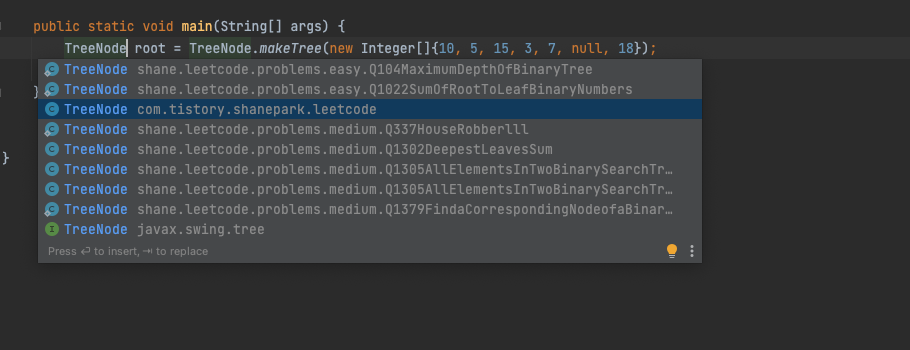 public static void main(String[] args) {
TreeNode root = TreeNode.makeTree(new Integer[]{10, 5, 15, 3, 7, null, 18});
TreeNode shane.leetcode.problems.easy.Q104MaximumDepthOfBinaryTree
TreeNode shane.leetcode.problems.easy.Q1022SumOfRootToLeafBinaryNumbers
TreeNode com.tistory.shanepark.leetcode
TreeNode shane.leetcode.problems.medium.Q337HouseRobberlll
TreeNode shane.leetcode.problems.medium.Q1302DeepestLeavesSum
TreeNode shane.leetcode.problems.medium.Q1305AllElementsInTwoBinarySearchTr…
TreeNode shane.leetcode.problems.medium.Q1305AllElementsInTwoBinarySearchTr…
TreeNode shane.leetcode.problems.medium.Q1379FindaCorrespondingNodeofaBinar…
TreeNode javax.swing.tree
Press ⏎ to insert, ⇥ to replace
}
}